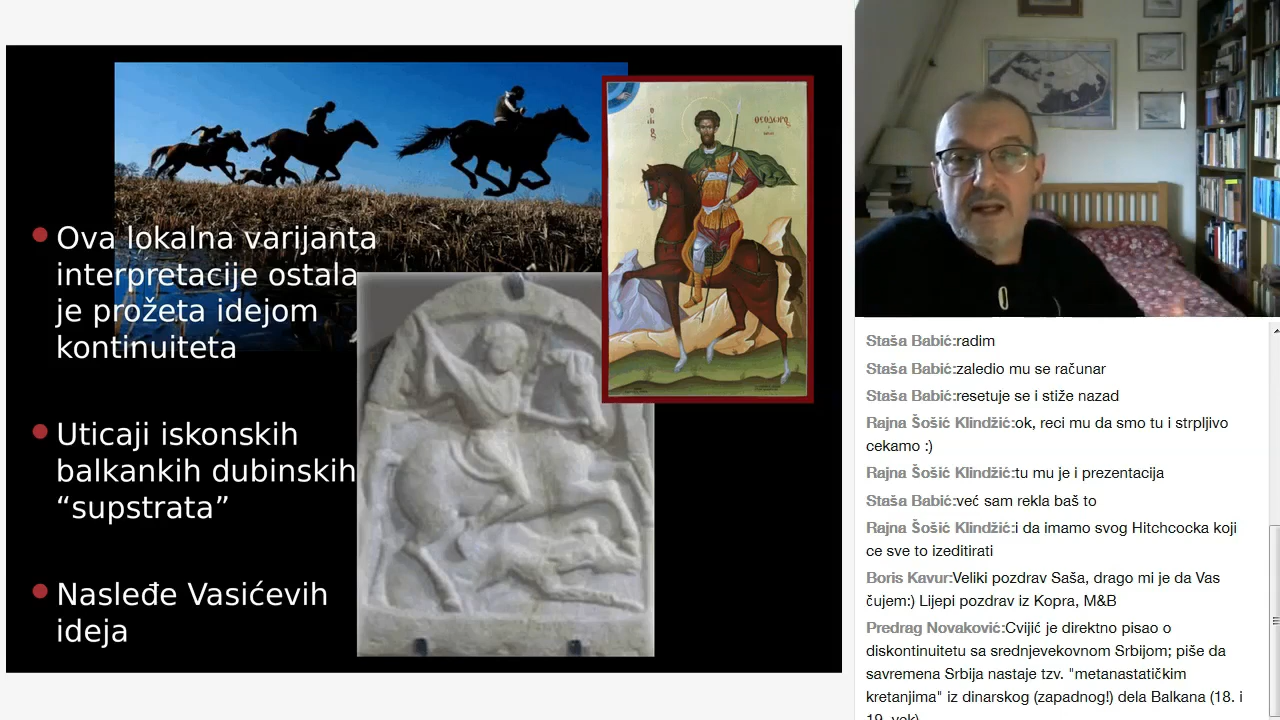 Ova lokalna varijanta
interpretacije ostala
je prožeta idejom
kontinuiteta
Uticaji iskonskih
balkankih dubinskih
“supstrata”
Nasleđe Vasićevih
ideja
Staša Babić:radim
Staša Babić:zaledio mu se računar
Staša Babić:resetuje se i stiže nazad
Rajna Šošić Klindžić:ok, reci mu da smo tu i strpljivo
cekamo :)
Rajna Šošić Klindžić:tu mu je i prezentacija
Staša Babić:već sam rekla baš to
Rajna Šošić Klindžić:i da imamo svog Hitchcocka koji
ce sve to izeditirati
Boris Kavur:Veliki pozdrav Saša, drago mi je da Vas
čujem:) Lijepi pozdrav iz Kopra, M&B
Predrag Novaković:Cvijić je direktno pisao o
diskontinuitetu sa srednjevekovnom Srbijom; piše da
savremena Srbija nastaje tzv. "metanastatičkim
kretanjima" iz dinarskog (zapadnog!) dela Balkana (18. i
19. vek)